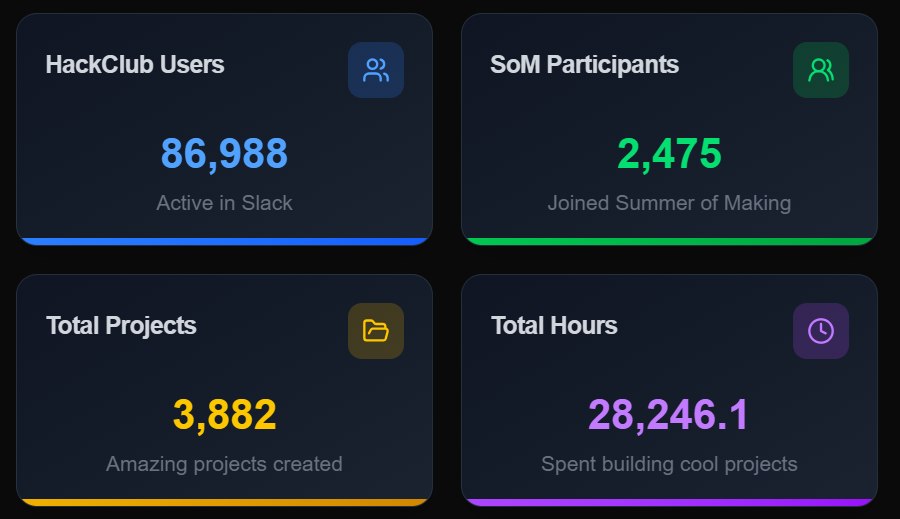 HackClub Users
86,988
Active in Slack
SoM Participants
2,475
Joined Summer of Making
Total Projects
3,882
Amazing projects created
Total Hours
28,246.1
Spent building cool projects